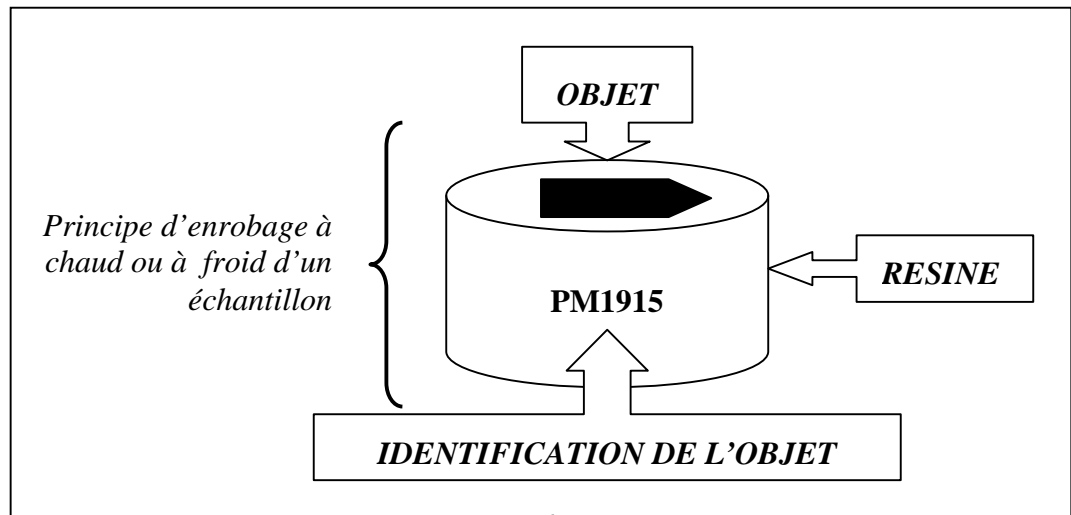 OBJET
Principe d'enrobage à
chaud ou à froid d'un
échantillon
RESINE
PM1915
IDENTIFICATION DE L'OBJET